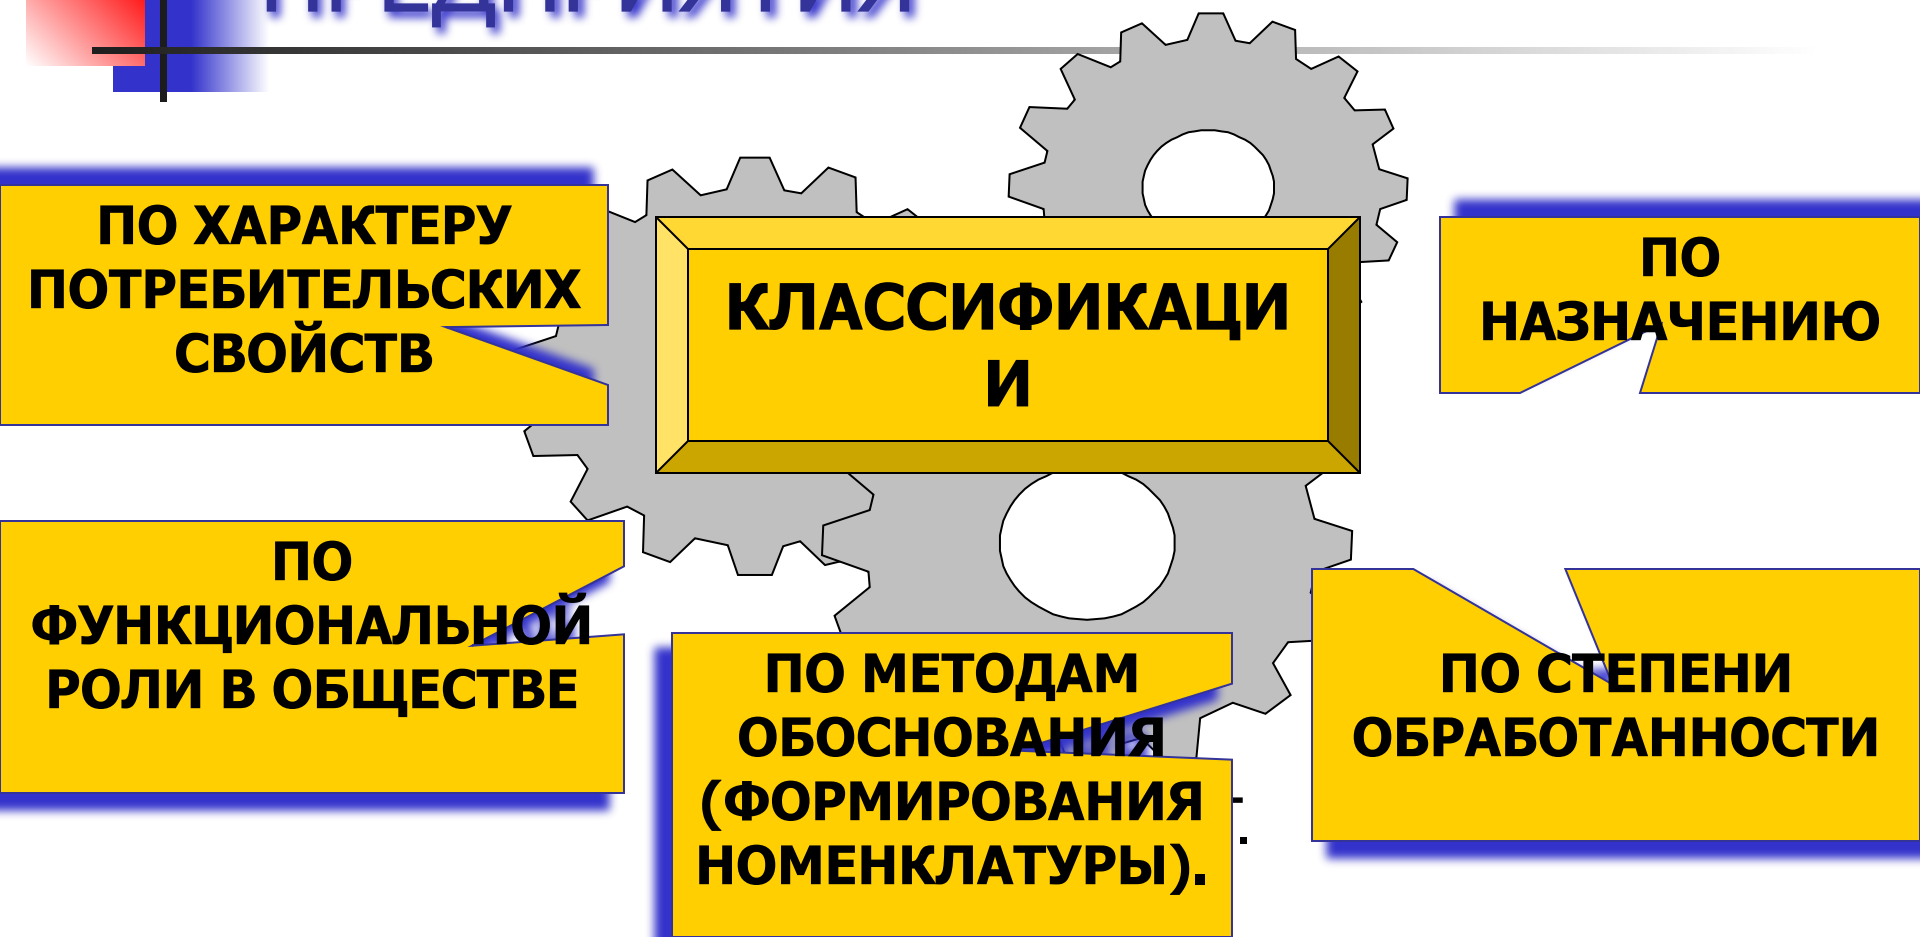 ПРЕДПРИЯТИЯ
ПО ХАРАКТЕРУ
ПОТРЕБИТЕЛЬСКИХ
СВОЙСТВ
КЛАССИФИКАЦИ
И
ПО
НАЗНАЧЕНИЮ
ПО
ФУНКЦИОНАЛЬНОЙ
РОЛИ В ОБЩЕСТВЕ
ПО МЕТОДАМ
ОБОСНОВАНИЯ
(ФОРМИРОВАНИЯ
НОМЕНКЛАТУРЫ).
ПО СТЕПЕНИ
ОБРАБОТАННОСТИ